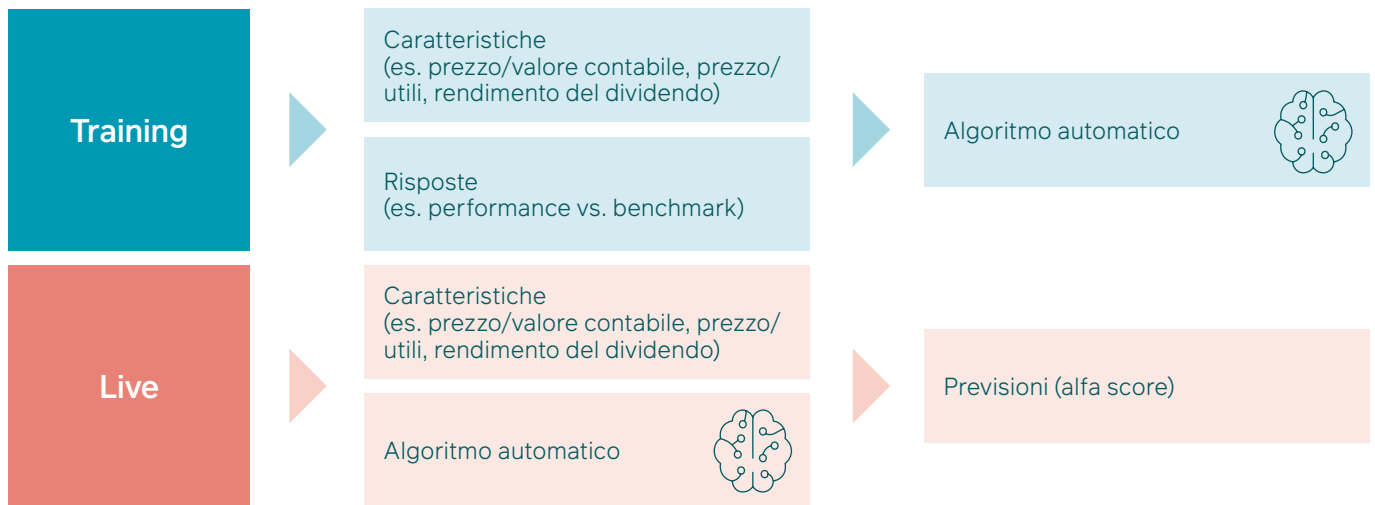 Training
Caratteristiche
(es. prezzo/valore contabile, prezzo/
utili, rendimento del dividendo)
Risposte
(es. performance vs. benchmark)
Algoritmo automatico
Live
Caratteristiche
(es. prezzo/valore contabile, prezzo/
utili, rendimento del dividendo)
Algoritmo automatico
Previsioni (alfa score)